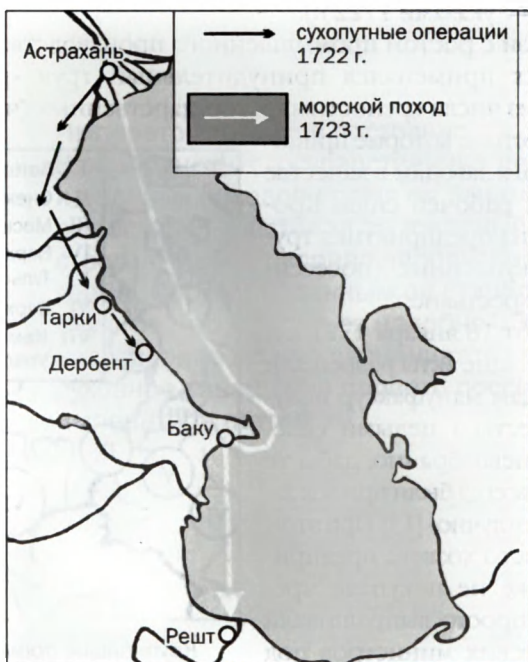 Астрахань
сухопутные операции
1722 г.
морской поход
1723 г.
Тарки
Дербент
Баку
Решт